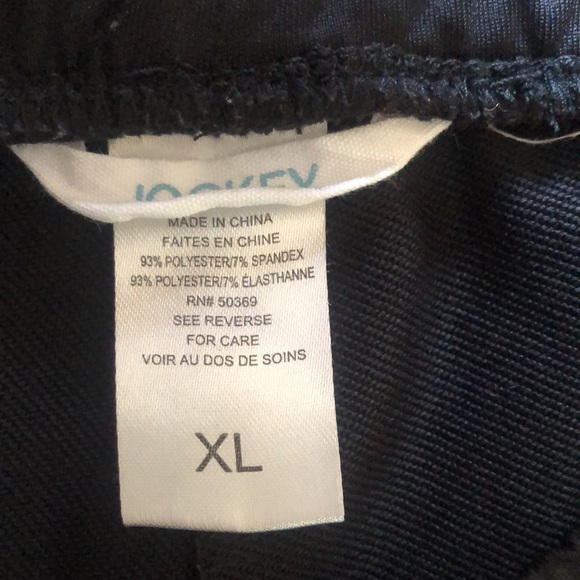 JOCKEY
MADE IN CHINA
FAITES EN CHINE
93% POLYESTER/7% SPANDEX
93% POLYESTER/7% ÉLASTHANNE
RN# 50369
SEE REVERSE
FOR CARE
VOIR AU DOS DE SOINS
XL